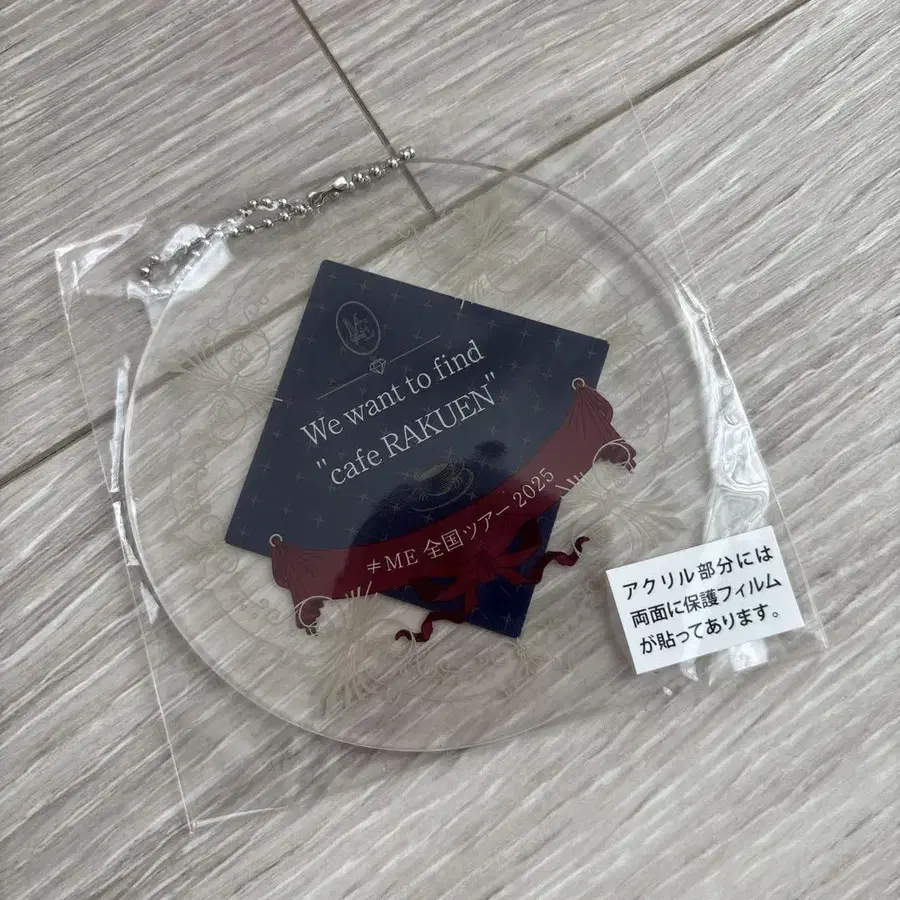 We want to find
"cafe RAKUEN"
≠ME 全国ツアー 2025
アクリル部分には
両面に保護フィルム
が貼ってあります。